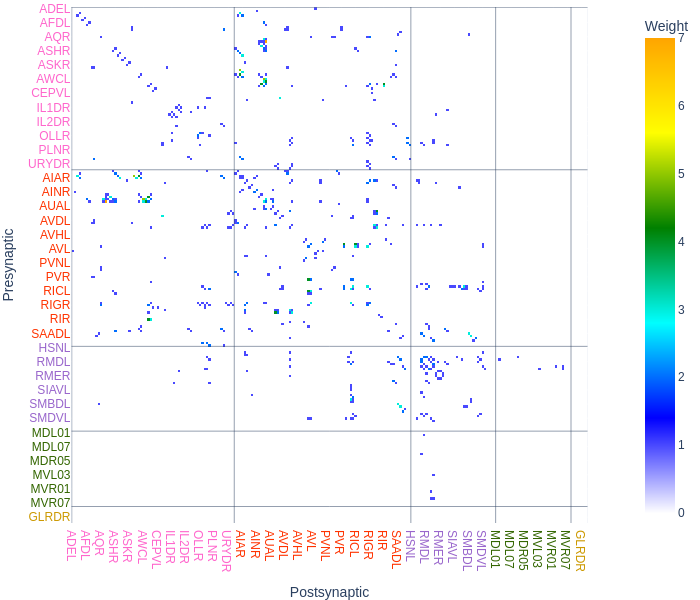 Weight
ADEL
AFDL
AQR
ASHR
ASKR
AWCL
CEPVL
IL1DR
IL2DR
OLLR
PLNR
URYDR
AIAR
AINR
AUAL
AVDL
AVHL
AVL
PVNL
PVR
RICL
RIGR
RIR
SAADL
HSNL
RMDL
RMER
SIAVL
SMBDL
SMDVL
MDL01
MDL07
MDR05
MVL03
MVR01
MVR07
GLRDR
Presynaptic
7
6
5
4
3
2
1
0
ADEL
AFDL
AQR
ASHR
ASKR
AWCL
CEPVL
IL1DR
IL2DR
OLLR
PLNR
URYDR
AIAR
AINR
AUAL
AVDL
AVHL
AVL
PVNL
PVR
RICL
RIGR
RIR
SAADL
HSNL
RMDL
RMER
SIAVL
SMBDL
SMDVL
MDL01
MDL07
MDR05
MVL03
MVR01
MVR07
GLRDR
Postsynaptic